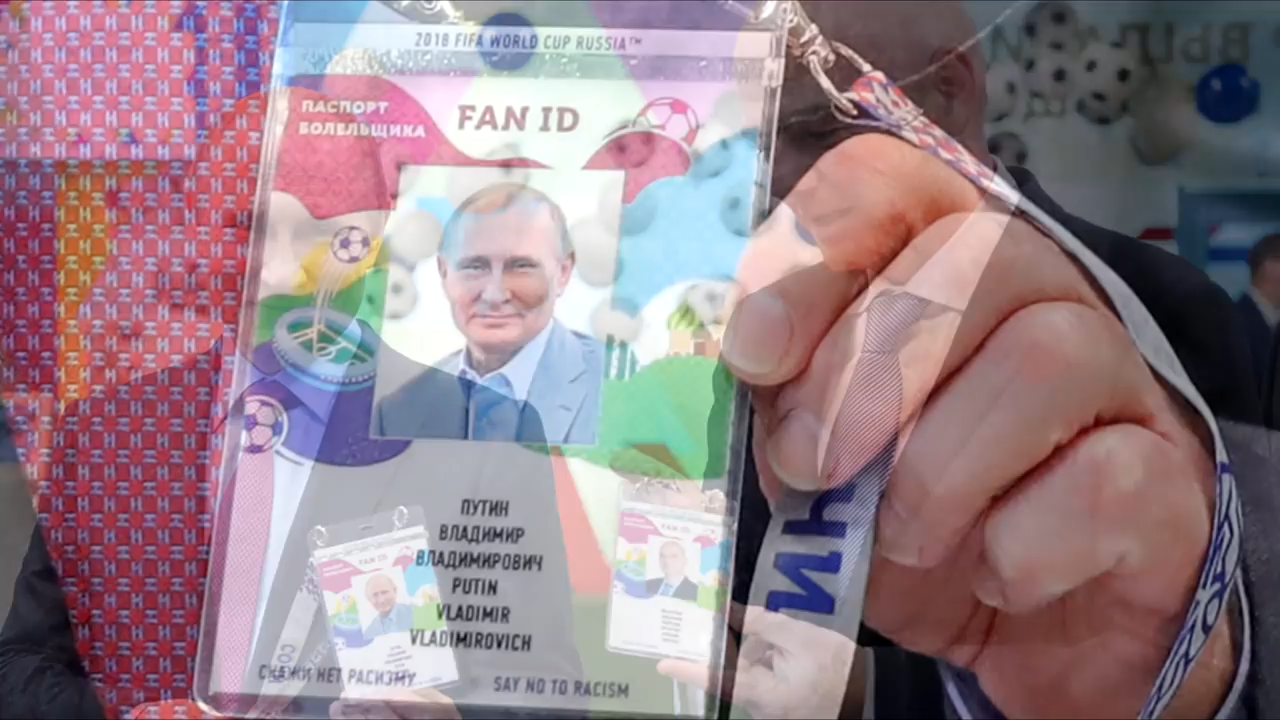 2018 FIFA WORLD CUP RUSSIA™
ПАСПОРТ
БОЛЕЛЬЩИКА
FAN ID
ПУТИН
ВЛАДИМИР
ВЛАДИМИРОВИЧ
PUTIN
VLADIMIR
VLADIMIROVICH
СКАЖИ НЕТ РАСИЗМУ
SAY NO TO RACISM
FAN ID
FAN ID